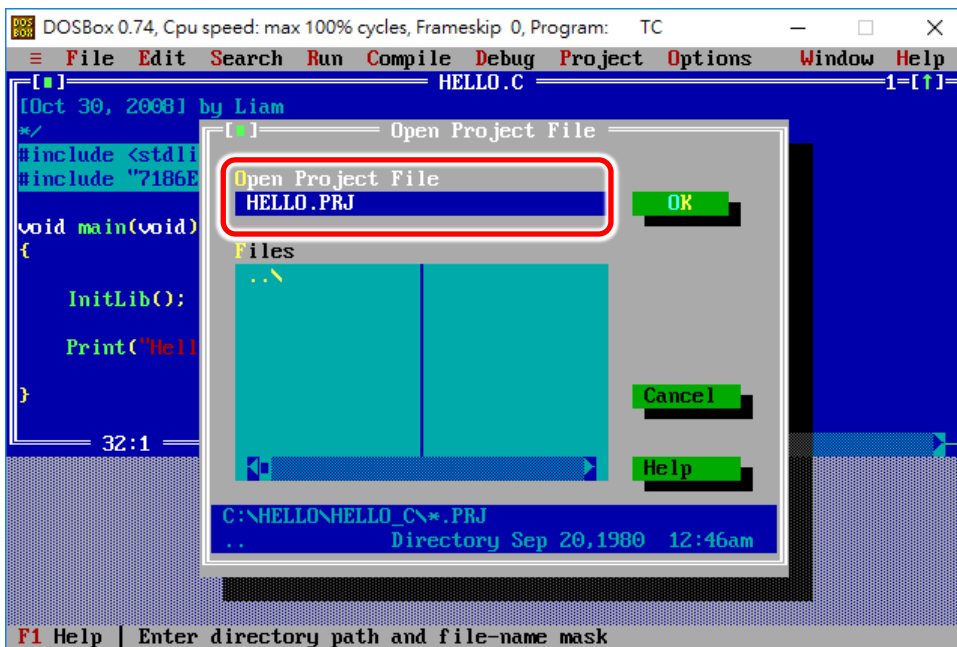 DOSBox 0.74, Cpu speed: max 100% cycles, Frameskip 0, Program: TC
≡ File Edit Search Run Compile Debug Project Options Window Help
[■] HELLO.C 1=[↑]
[Oct 30, 2008] by Liam
*/
#include <stdli
#include "7186E
void main(void)
{
InitLib();
Print("Hell
}
32:1
[■] Open Project File
Open Project File
HELLO.PRJ
OK
Files
..\
Cancel
Help
C:\HELLO\HELLO_C\*.PRJ
.. Directory Sep 20,1980 12:46am
F1 Help | Enter directory path and file-name mask